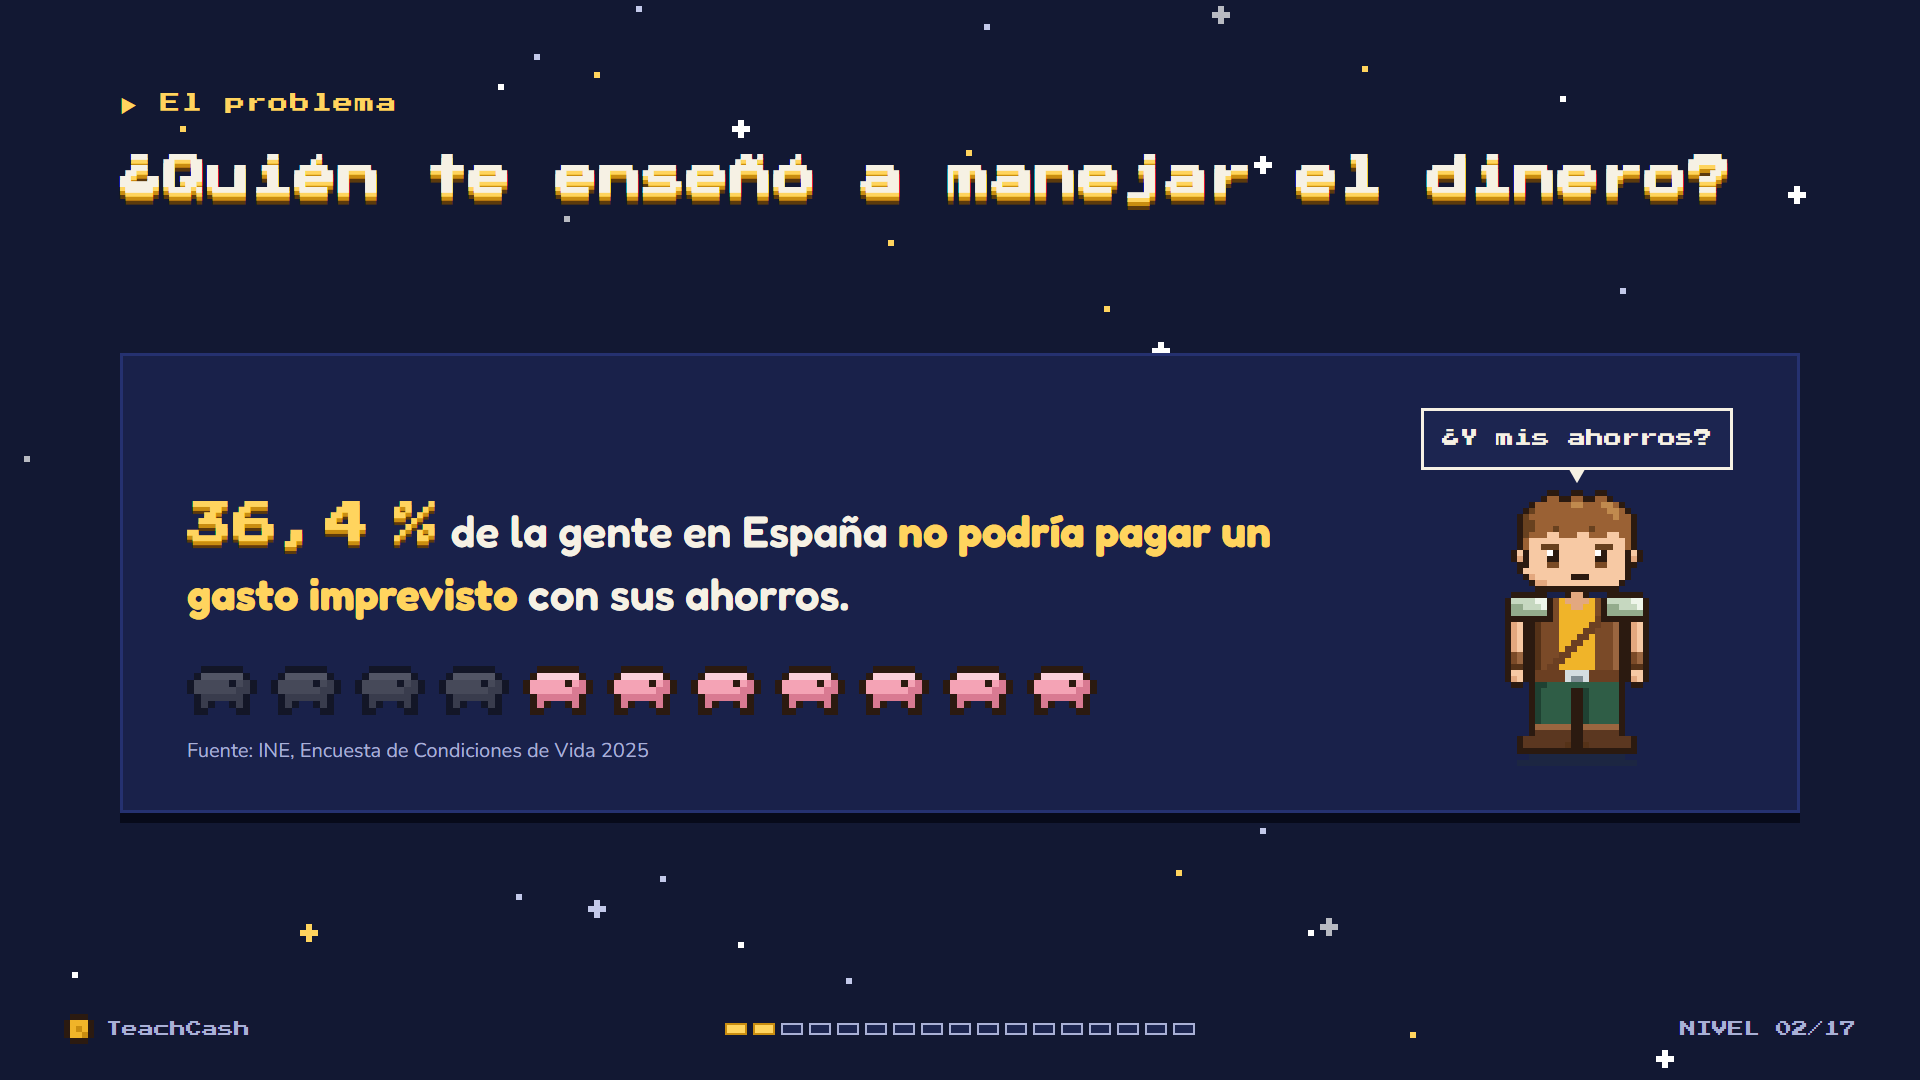 El problema
¿Quién te enseñó a manejar el dinero?
¿Y mis ahorros?
36,4 % de la gente en España no podría pagar un
gasto imprevisto con sus ahorros.
Fuente: INE, Encuesta de Condiciones de Vida 2025
TeachCash
NIVEL 02/17